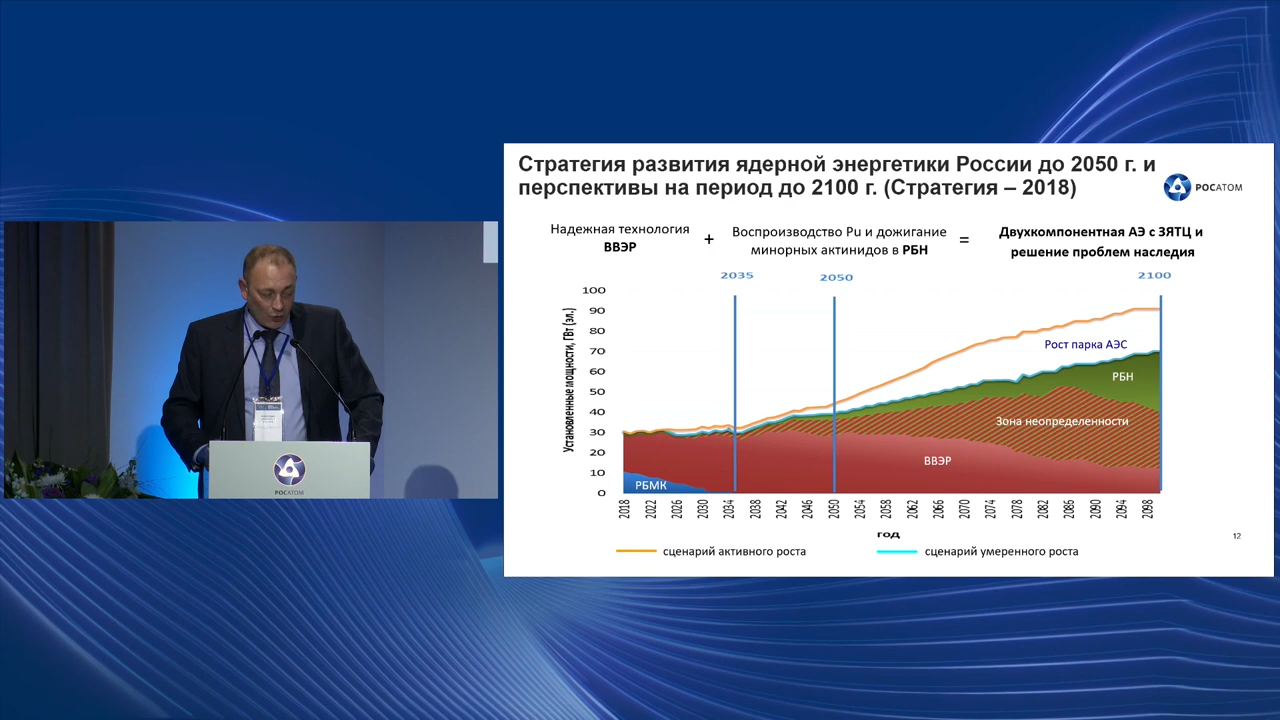 Стратегия развития ядерной энергетики России до 2050 г. и
перспективы на период до 2100 г. (Стратегия – 2018)
РОСАТОМ
Надежная технология
ВВЭР
+
Воспроизводство Pu и дожигание
минорных актинидов в РБН
=
Двухкомпонентная АЭ с ЗЯТЦ и
решение проблем наследия
2035
2050
2100
Установленные мощности, ГВт (эл.)
100
90
80
70
60
50
40
30
20
10
0
Рост парка АЭС
РБН
Зона неопределенности
ВВЭР
РБМК
2018
2022
2026
2030
2034
2038
2042
2046
2050
2054
2058
2062
2066
2070
2074
2078
2082
2086
2090
2094
2098
год
12
сценарий активного роста
сценарий умеренного роста
РОСАТОМ